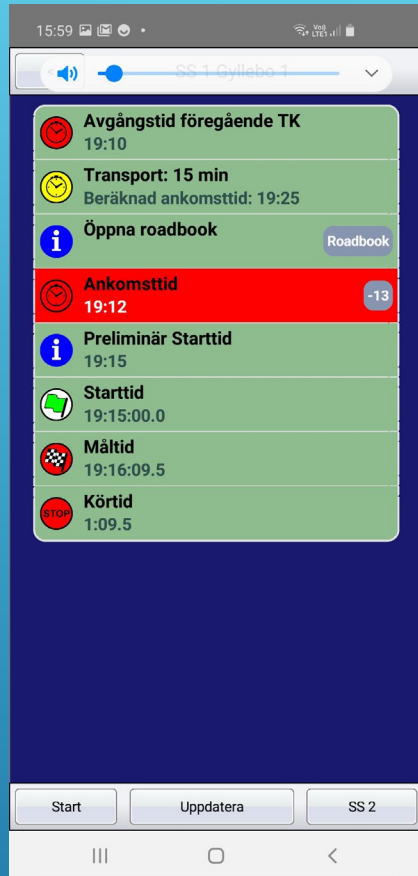 15:59
VoB
LTE1
SS 1 Gyllebo 1
Avgångstid föregående TK
19:10
Transport: 15 min
Beräknad ankomsttid: 19:25
Öppna roadbook
Roadbook
Ankomsttid
19:12
-13
Preliminär Starttid
19:15
Starttid
19:15:00.0
Måltid
19:16:09.5
STOP
Körtid
1:09.5
Start
Uppdatera
SS 2